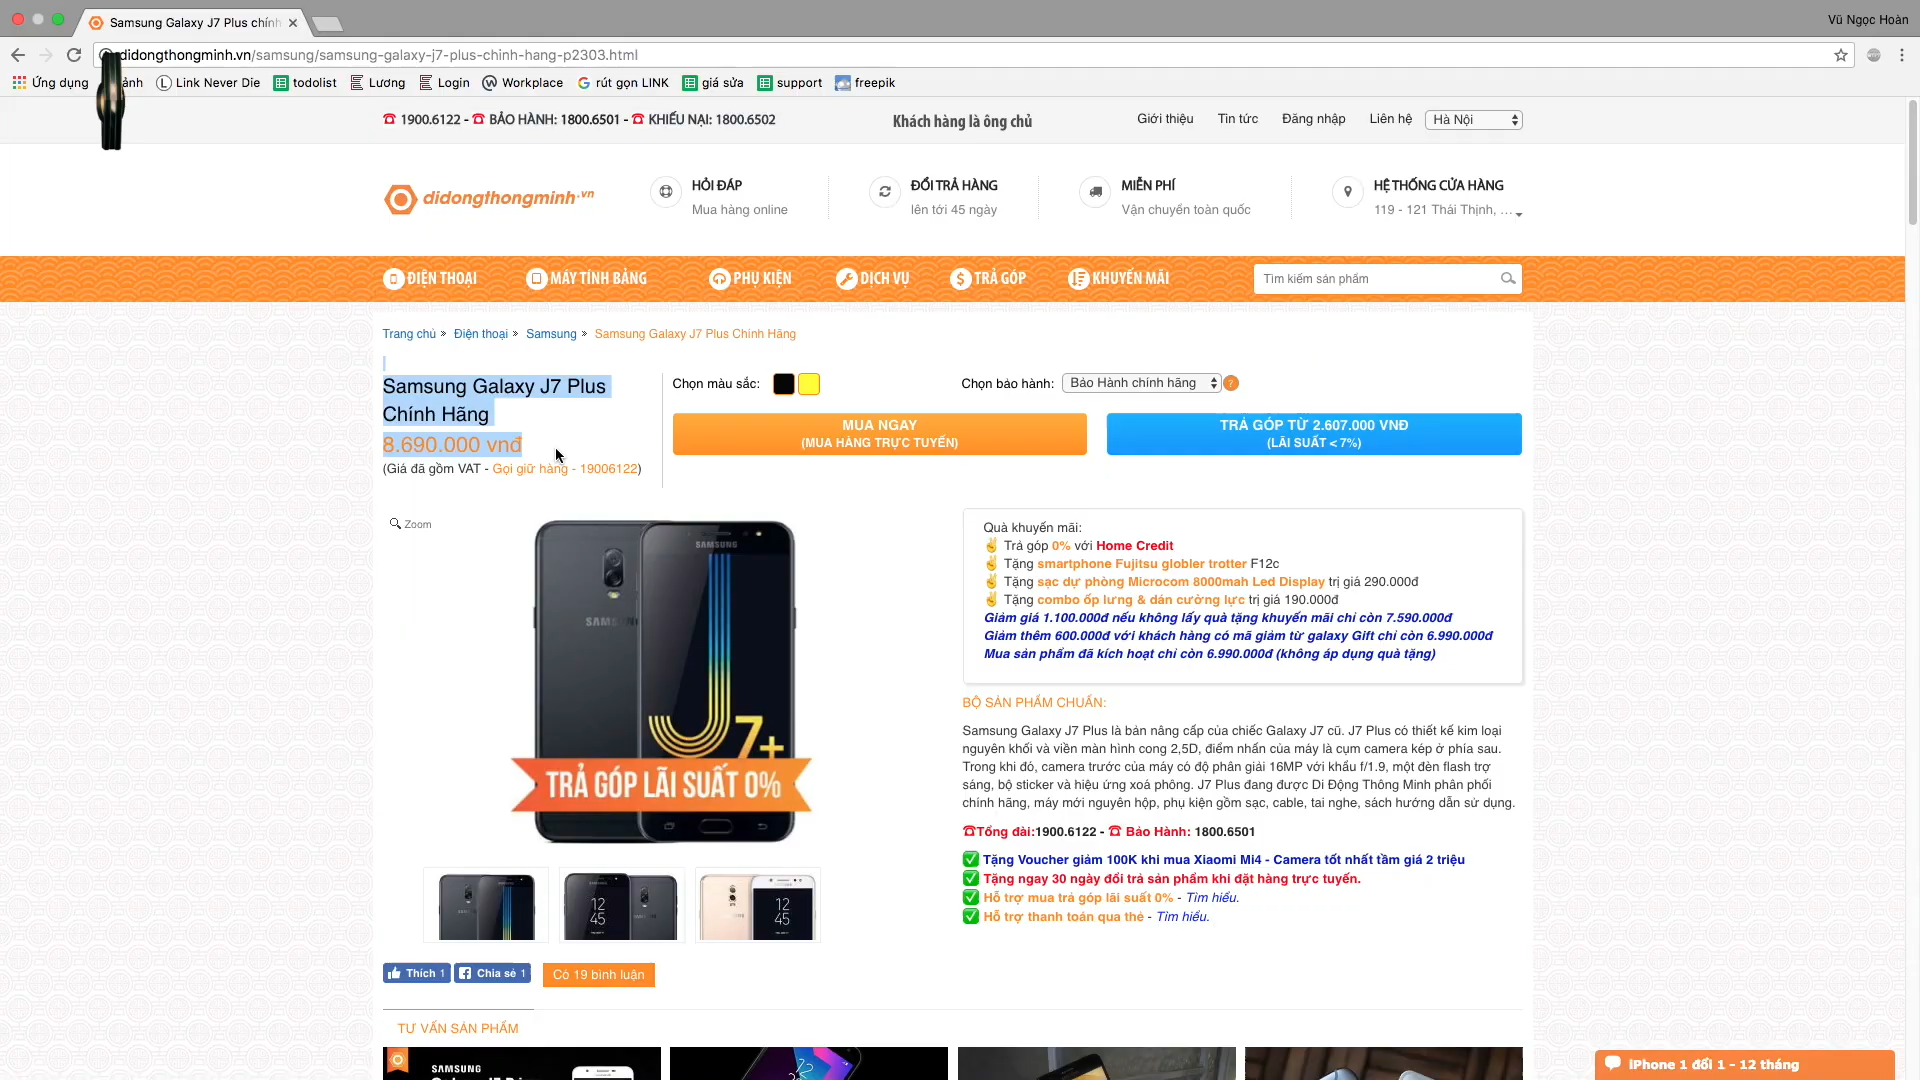 Samsung Galaxy J7 Plus chính
Vũ Ngọc Hoàn
didongthongminh.vn/samsung/samsung-galaxy-j7-plus-chinh-hang-p2303.html
Ứng dụng
ảnh
Link Never Die
todolist
Lương
Login
Workplace
rút gọn LINK
giá sửa
support
freepik
☎ 1900.6122 - ☎ BẢO HÀNH: 1800.6501 - ☎ KHIẾU NẠI: 1800.6502
Khách hàng là ông chủ
Giới thiệu
Tin tức
Đăng nhập
Liên hệ
Hà Nội
didongthongminh.vn
HỎI ĐÁP
Mua hàng online
ĐỔI TRẢ HÀNG
lên tới 45 ngày
MIỄN PHÍ
Vận chuyển toàn quốc
HỆ THỐNG CỬA HÀNG
119 - 121 Thái Thịnh, ...
ĐIỆN THOẠI
MÁY TÍNH BẢNG
PHỤ KIỆN
DỊCH VỤ
TRẢ GÓP
KHUYẾN MÃI
Tìm kiếm sản phẩm
Trang chủ » Điện thoại » Samsung » Samsung Galaxy J7 Plus Chính Hãng
Samsung Galaxy J7 Plus
Chính Hãng
8.690.000 vnđ
(Giá đã gồm VAT - Gọi giữ hàng - 19006122)
Chọn màu sắc:
Chọn bảo hành:
Bảo Hành chính hãng
?
MUA NGAY
(MUA HÀNG TRỰC TUYẾN)
TRẢ GÓP TỪ 2.607.000 VNĐ
(LÃI SUẤT < 7%)
Zoom
SAMSUNG
J7+
TRẢ GÓP LÃI SUẤT 0%
12
45
12
45
Quà khuyến mãi:
✌ Trả góp 0% với Home Credit
✌ Tặng smartphone Fujitsu globler trotter F12c
✌ Tặng sạc dự phòng Microcom 8000mah Led Display trị giá 290.000đ
✌ Tặng combo ốp lưng & dán cường lực trị giá 190.000đ
Giảm giá 1.100.000đ nếu không lấy quà tặng khuyến mãi chỉ còn 7.590.000đ
Giảm thêm 600.000đ với khách hàng có mã giảm từ galaxy Gift chỉ còn 6.990.000đ
Mua sản phẩm đã kích hoạt chỉ còn 6.990.000đ (không áp dụng quà tặng)
BỘ SẢN PHẨM CHUẨN:
Samsung Galaxy J7 Plus là bản nâng cấp của chiếc Galaxy J7 cũ. J7 Plus có thiết kế kim loại
nguyên khối và viền màn hình cong 2,5D, điểm nhấn của máy là cụm camera kép ở phía sau.
Trong khi đó, camera trước của máy có độ phân giải 16MP với khẩu f/1.9, một đèn flash trợ
sáng, bộ sticker và hiệu ứng xoá phông. J7 Plus đang được Di Động Thông Minh phân phối
chính hãng, máy mới nguyên hộp, phụ kiện gồm sạc, cable, tai nghe, sách hướng dẫn sử dụng.
☎Tổng đài:1900.6122 - ☎ Bảo Hành: 1800.6501
✅ Tặng Voucher giảm 100K khi mua Xiaomi Mi4 - Camera tốt nhất tầm giá 2 triệu
✅ Tặng ngay 30 ngày đổi trả sản phẩm khi đặt hàng trực tuyến.
✅ Hỗ trợ mua trả góp lãi suất 0% - Tìm hiểu.
✅ Hỗ trợ thanh toán qua thẻ - Tìm hiểu.
Thích 1
Chia sẻ 1
Có 19 bình luận
TƯ VẤN SẢN PHẨM
SAMSUNG
iPhone 1 đổi 1 - 12 tháng